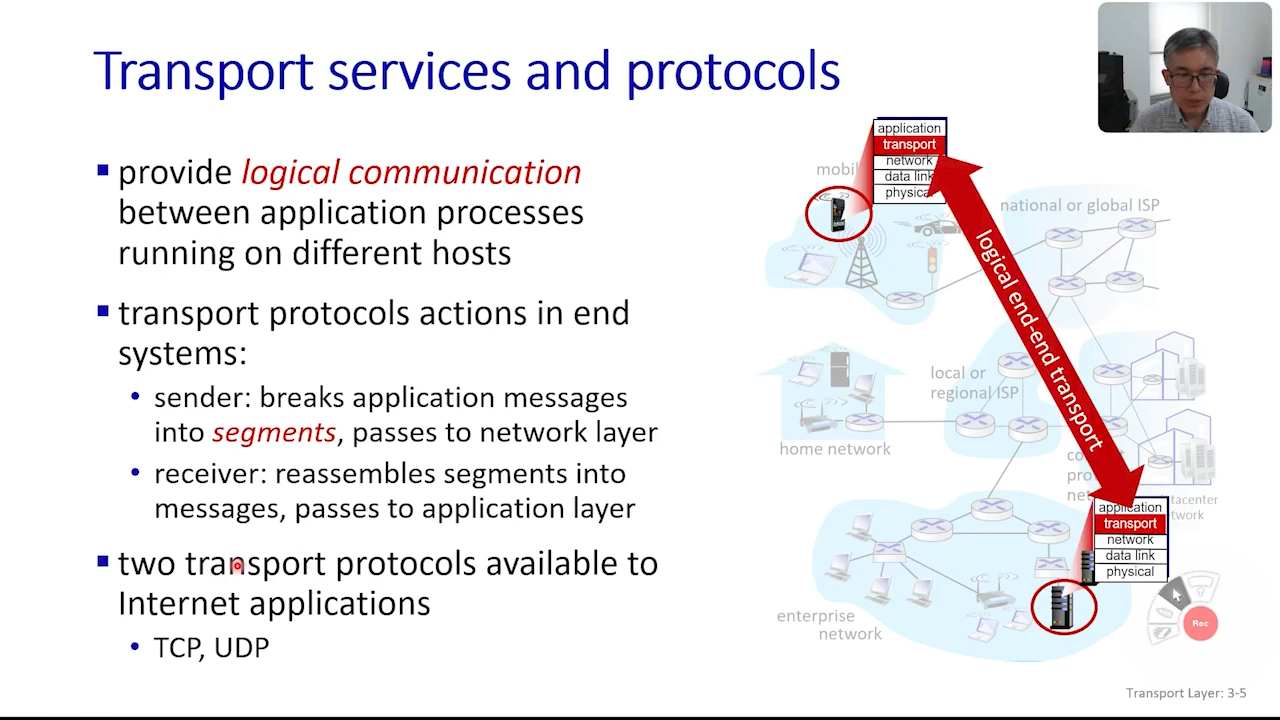 Transport services and protocols
provide logical communication
between application processes
running on different hosts
transport protocols actions in end
systems:
sender: breaks application messages
into segments, passes to network layer
receiver: reassembles segments into
messages, passes to application layer
two transport protocols available to
Internet applications
TCP, UDP
application
transport
network
data link
physical
national or global ISP
logical end-end transport
local or
regional ISP
home network
application
transport
network
data link
physical
enterprise
network
Rec
Transport Layer: 3-5